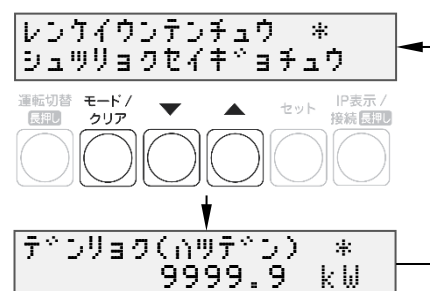 レンケイウンテンチュウ *
シュツリョクセイギョチュウ
運転切替 長押し モード/クリア ▼ ▲ セット IP表示/接続 長押し
デンリョク(ハツデン) *
9999.9 kW